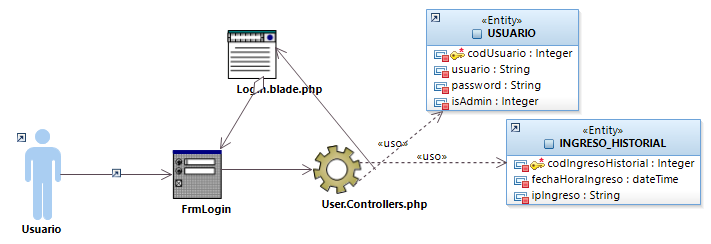 «Entity»
USUARIO
codUsuario : Integer
usuario : String
password : String
isAdmin : Integer
Login.blade.php
«uso»
«uso»
«Entity»
INGRESO_HISTORIAL
codIngresoHistorial : Integer
fechaHoraIngreso : dateTime
ipIngreso : String
Usuario
FrmLogin
User.Controllers.php